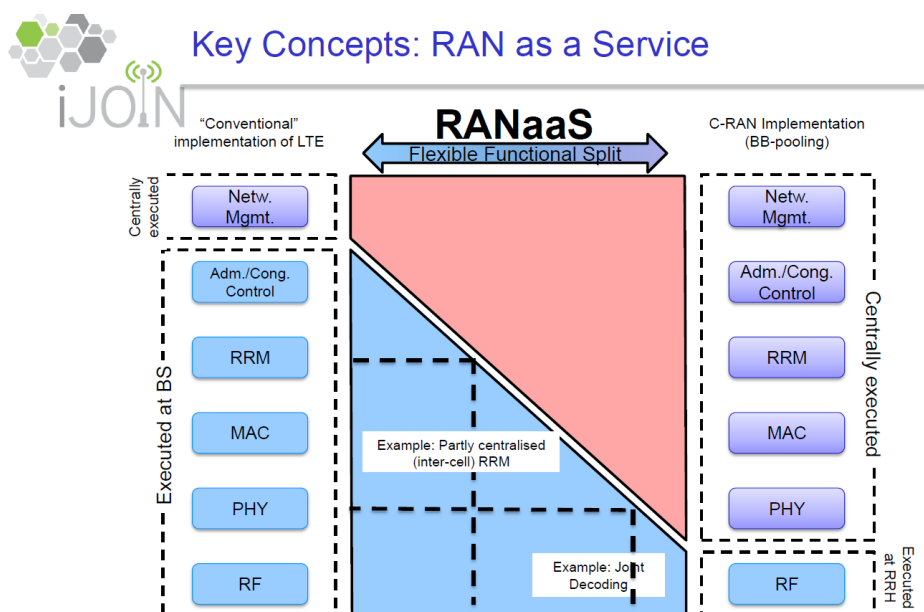 Key Concepts: RAN as a Service
iJOIN
"Conventional"
implementation of LTE
RANaaS
Flexible Functional Split
C-RAN Implementation
(BB-pooling)
Centrally
executed
Netw.
Mgmt.
Executed at BS
Adm./Cong.
Control
RRM
MAC
PHY
RF
Example: Partly centralised
(inter-cell) RRM
Example: Joint
Decoding
Netw.
Mgmt.
Adm./Cong.
Control
RRM
MAC
PHY
Centrally executed
RF
Executed
at RRH